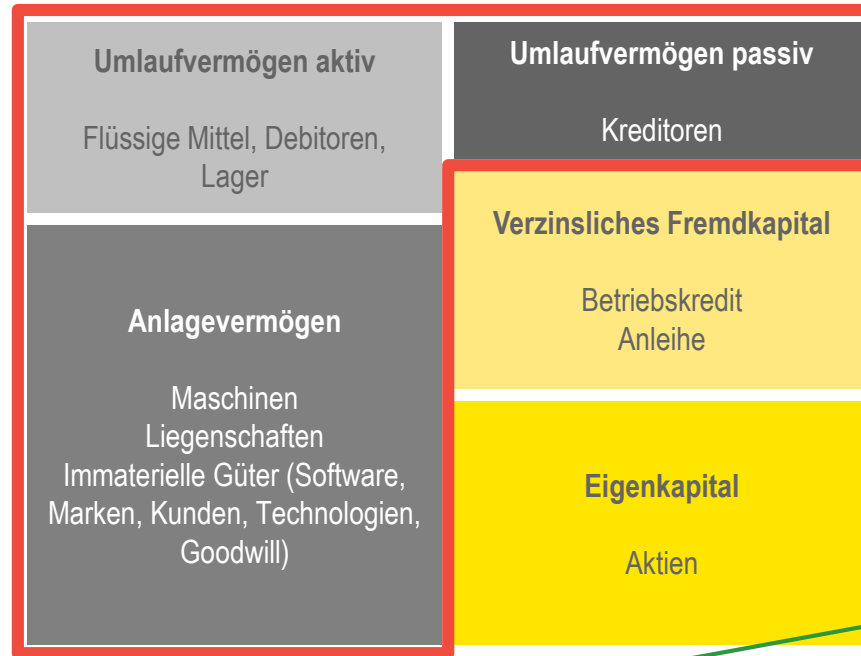 Umlaufvermögen aktiv
Flüssige Mittel, Debitoren,
Lager
Anlagevermögen
Maschinen
Liegenschaften
Immaterielle Güter (Software,
Marken, Kunden, Technologien,
Goodwill)
Umlaufvermögen passiv
Kreditoren
Verzinsliches Fremdkapital
Betriebskredit
Anleihe
Eigenkapital
Aktien